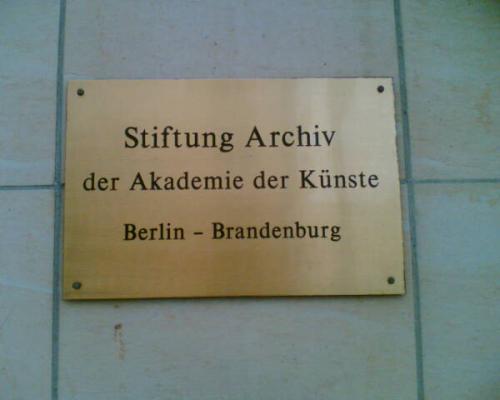 Stiftung Archiv
der Akademie der Künste
Berlin – Brandenburg